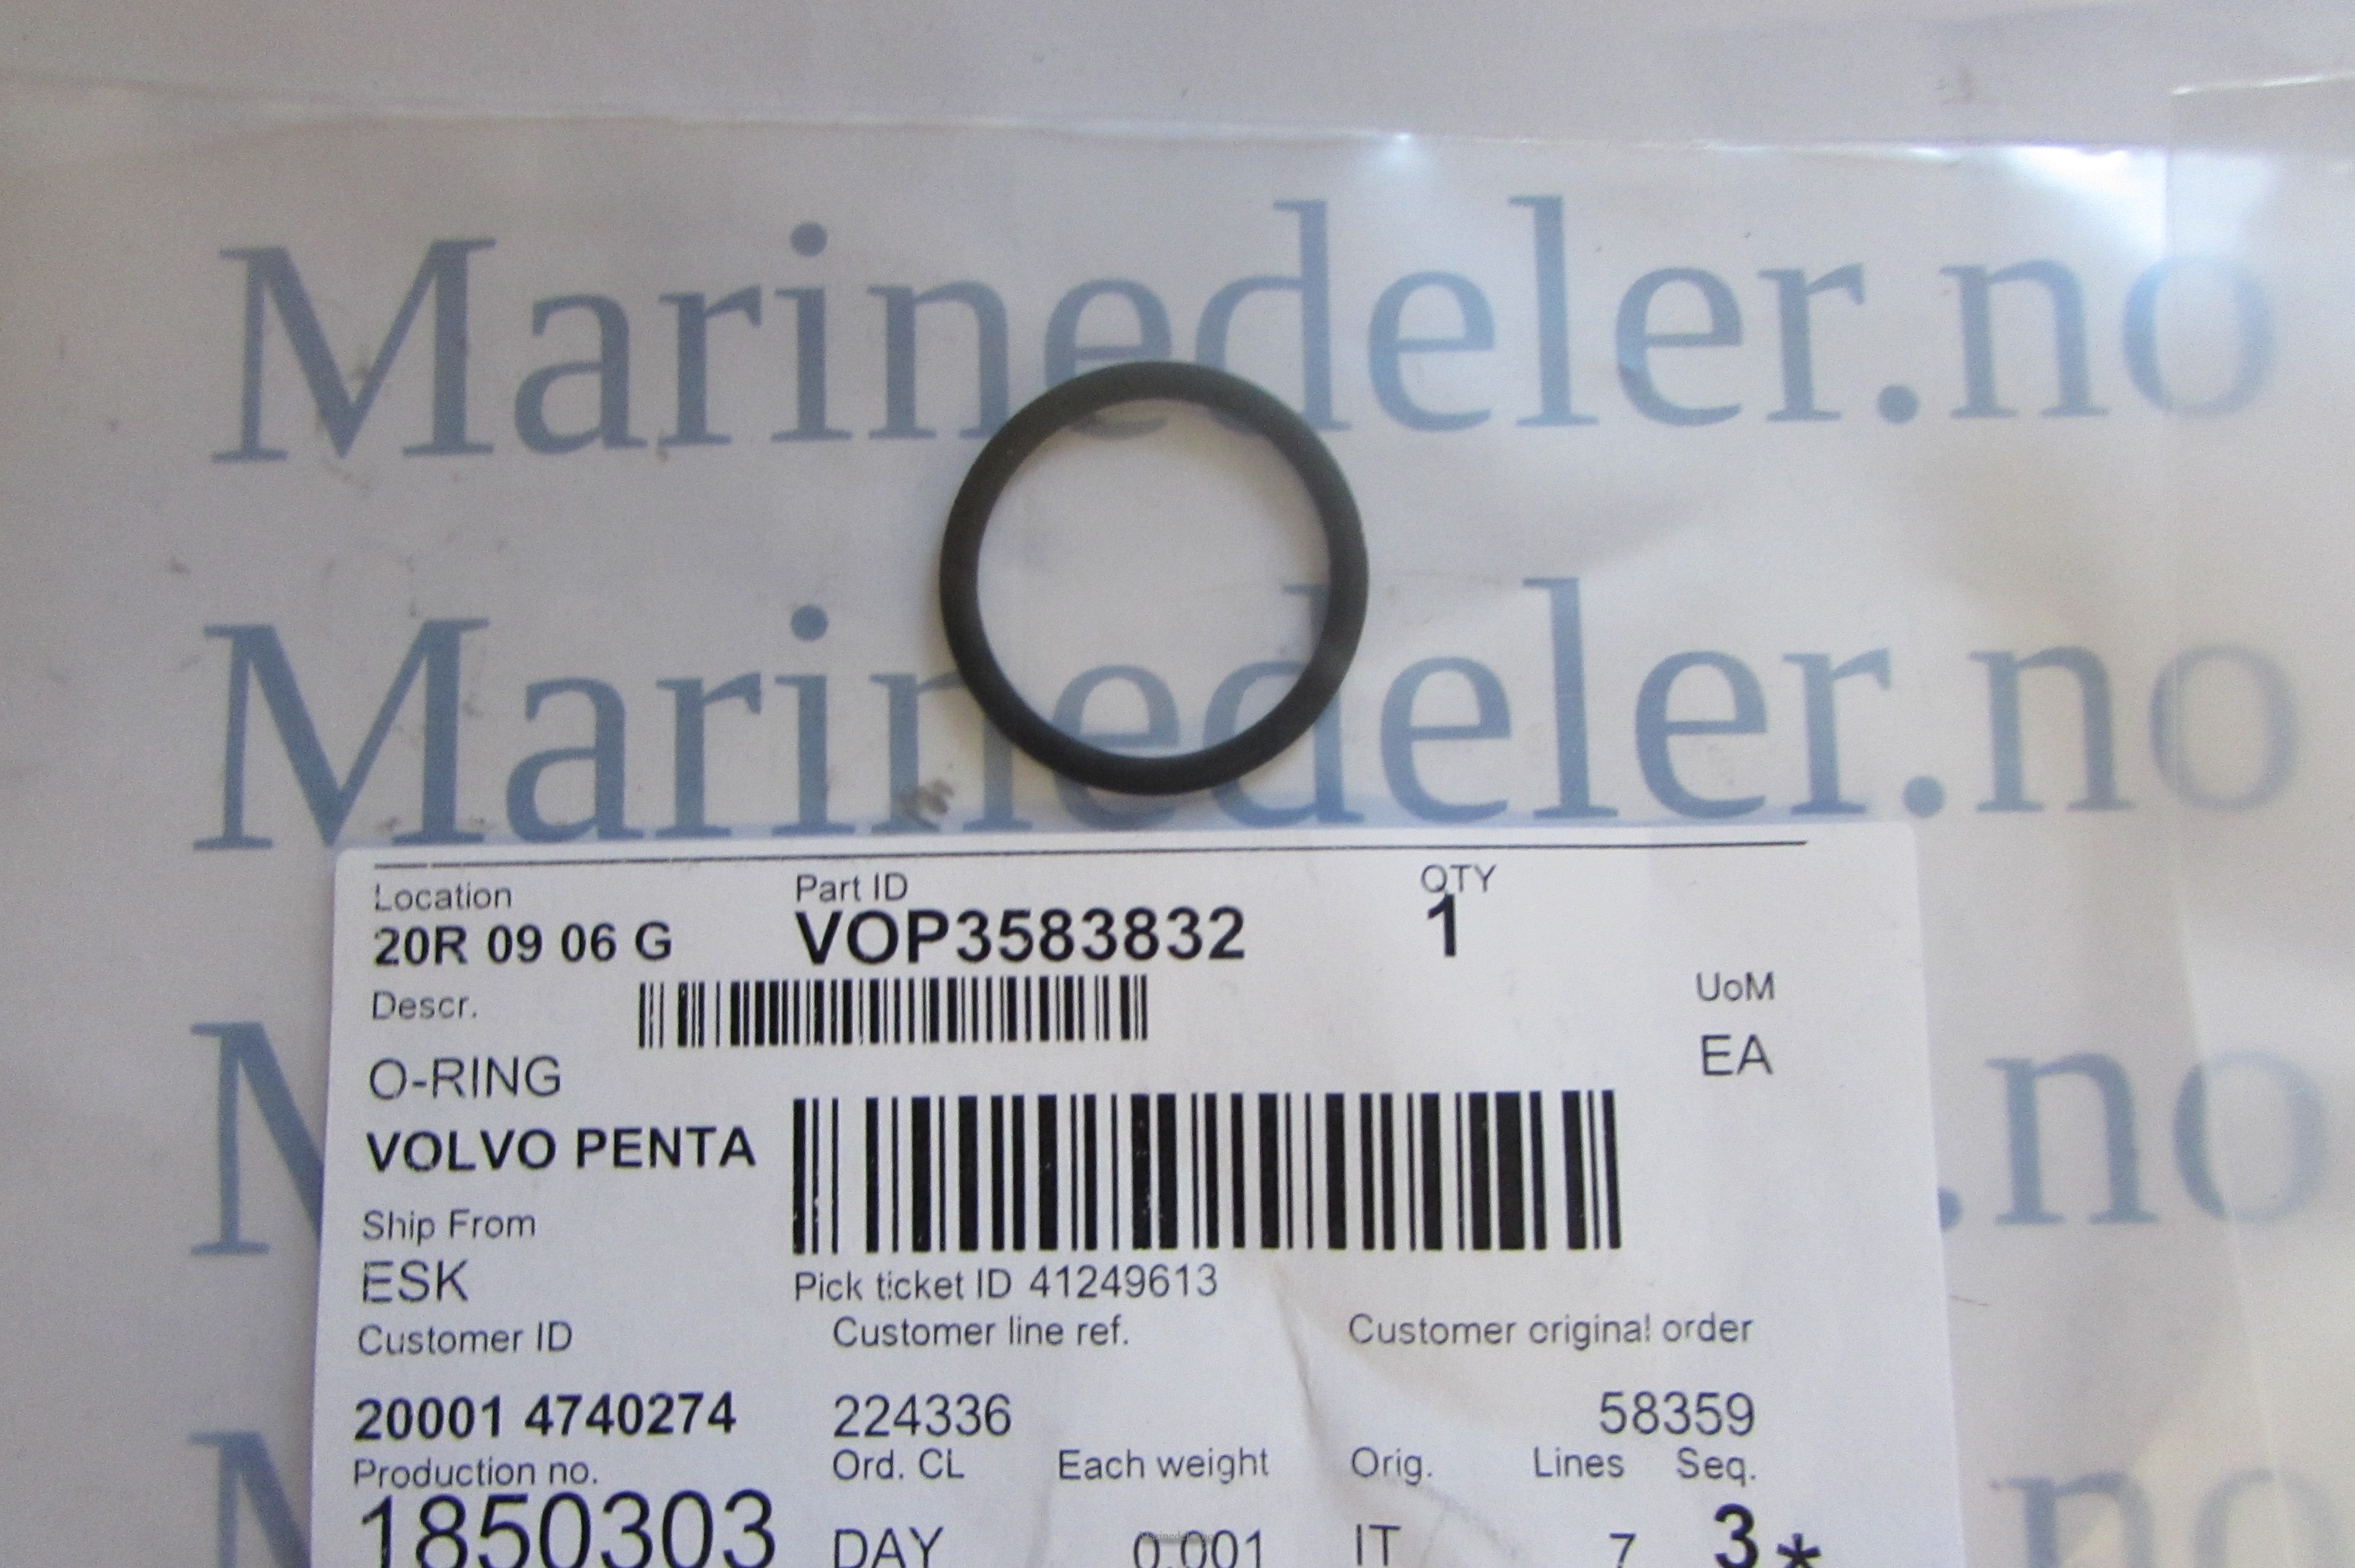 Marinedeler.no
Marinedeler.no
Location Part ID QTY
20R 09 06 G VOP3583832 1
Descr. UoM
O-RING EA
VOLVO PENTA
Ship From
ESK Pick ticket ID 41249613
Customer ID Customer line ref. Customer original order
20001 4740274 224336 58359
Production no. Ord. CL Each weight Orig. Lines Seq.
1850303 DAY 0.001 IT 7 3*
.no
no